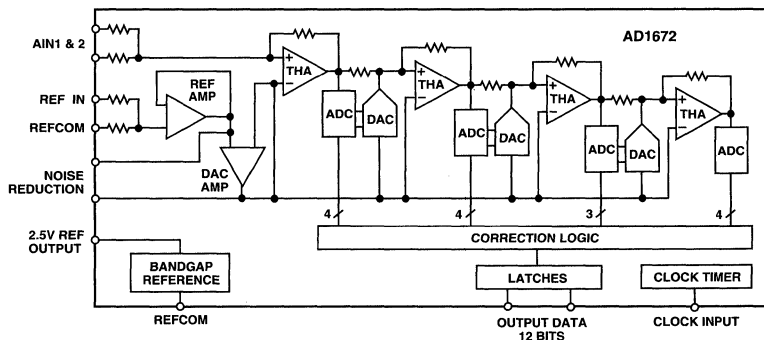 AD1672
AIN1 & 2
THA
THA
THA
THA
REF IN
REF
AMP
REFCOM
ADC
DAC
ADC
DAC
ADC
DAC
ADC
NOISE
REDUCTION
DAC
AMP
4
4
3
4
2.5V REF
OUTPUT
CORRECTION LOGIC
BANDGAP
REFERENCE
LATCHES
CLOCK TIMER
REFCOM
OUTPUT DATA
12 BITS
CLOCK INPUT